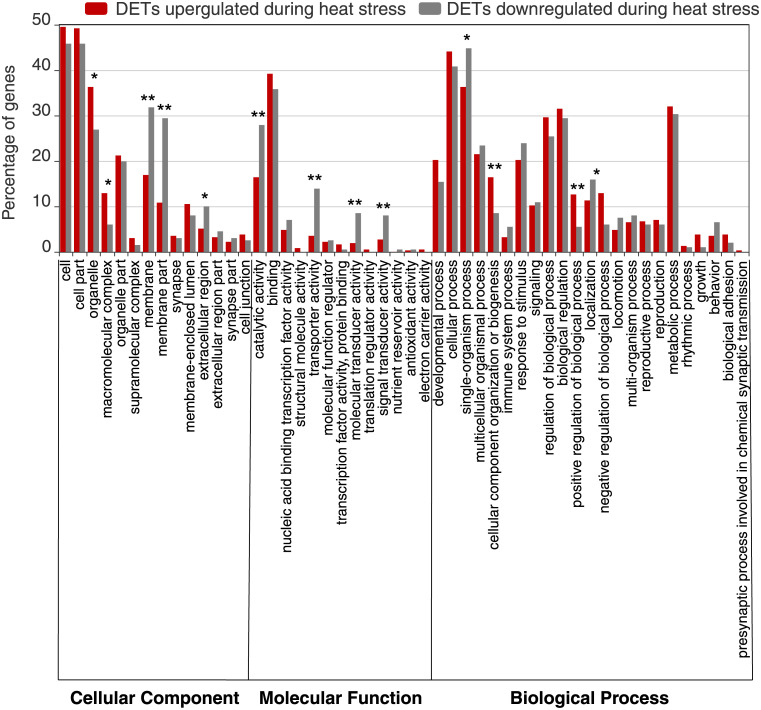 DETs upergulated during heat stress
DETs downregulated during heat stress
Percentage of genes
50
40
30
20
10
0
*
*
**
**
*
**
**
**
**
*
**
**
*
cell
cell part
organelle
macromolecular complex
organelle part
supramolecular complex
membrane
membrane part
synapse
membrane-enclosed lumen
extracellular region
extracellular region part
synapse part
cell junction
catalytic activity
binding
nucleic acid binding transcription factor activity
structural molecule activity
transporter activity
molecular function regulator
transcription factor activity, protein binding
molecular transducer activity
translation regulator activity
signal transducer activity
nutrient reservoir activity
antioxidant activity
electron carrier activity
developmental process
cellular process
single-organism process
multicellular organismal process
cellular component organization or biogenesis
immune system process
response to stimulus
signaling
regulation of biological process
biological regulation
positive regulation of biological process
localization
negative regulation of biological process
locomotion
multi-organism process
reproductive process
reproduction
metabolic process
rhythmic process
growth
behavior
biological adhesion
presynaptic process involved in chemical synaptic transmission
Cellular Component
Molecular Function
Biological Process